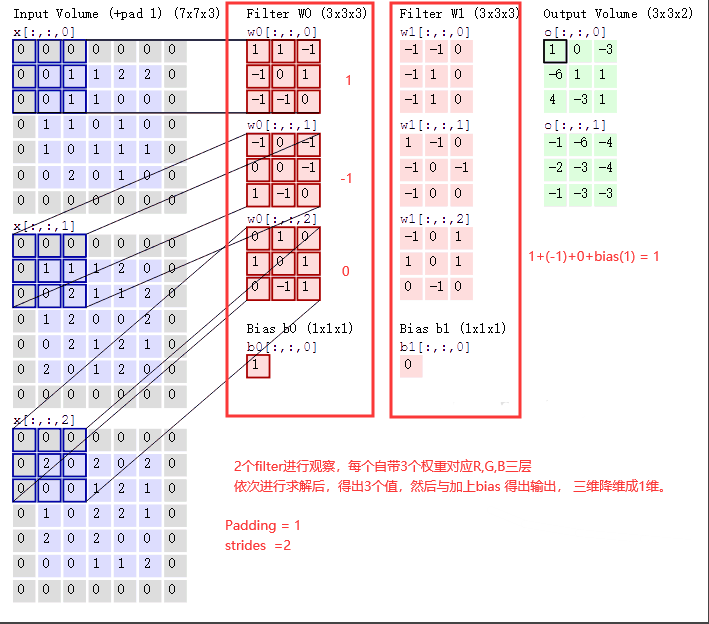 Input Volume (+pad 1) (7x7x3)
x[:,:,0]
0 0 0 0 0 0 0
0 0 1 1 2 2 0
0 0 1 1 0 0 0
0 1 1 0 1 0 0
0 1 0 1 1 1 0
0 0 2 0 1 0 0
0 0 0 0 0 0 0
x[:,:,1]
0 0 0 0 0 0 0
0 1 1 1 2 0 0
0 0 2 1 1 2 0
0 1 2 0 0 2 0
0 0 2 1 2 1 0
0 2 0 1 2 0 0
0 0 0 0 0 0 0
x[:,:,2]
0 0 0 0 0 0 0
0 2 0 2 0 2 0
0 0 0 1 2 1 0
0 1 0 2 2 1 0
0 2 0 2 0 0 0
0 0 0 1 1 2 0
0 0 0 0 0 0 0
Filter W0 (3x3x3)
w0[:,:,0]
1 1 -1
-1 0 1
-1 -1 0
1
w0[:,:,1]
-1 0 -1
0 0 -1
1 -1 0
-1
w0[:,:,2]
0 1 0
1 0 1
0 -1 1
0
Bias b0 (1x1x1)
b0[:,:,0]
1
Filter W1 (3x3x3)
w1[:,:,0]
-1 -1 0
-1 1 0
-1 1 0
w1[:,:,1]
1 -1 0
-1 0 -1
-1 0 0
w1[:,:,2]
-1 0 1
1 0 1
0 -1 0
Bias b1 (1x1x1)
b1[:,:,0]
0
Output Volume (3x3x2)
o[:,:,0]
1 0 -3
-6 1 1
4 -3 1
o[:,:,1]
-1 -6 -4
-2 -3 -4
-1 -3 -3
1+(-1)+0+bias(1) = 1
2个filter进行观察，每个自带3个权重对应R,G,B三层
依次进行求解后，得出3个值，然后与加上bias 得出输出， 三维降维成1维。
Padding = 1
strides =2